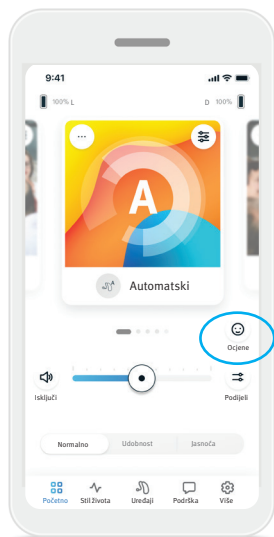 9:41
100% L
D 100%
A
Automatski
Ocjene
Isključi
Podijeli
Normalno Udobnost Jasnoća
Početno Stil života Uređaji Podrška Više